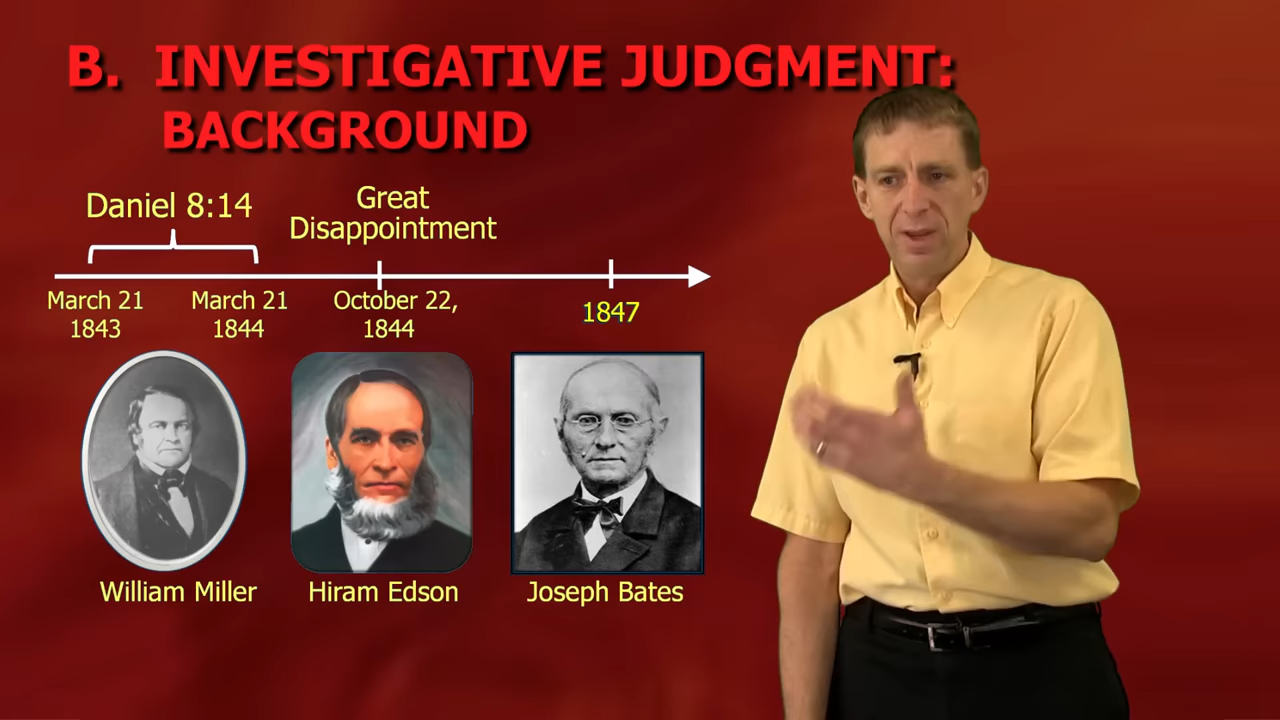 B. INVESTIGATIVE JUDGMENT:
BACKGROUND
Daniel 8:14
Great
Disappointment
March 21
1843
March 21
1844
October 22,
1844
1847
William Miller
Hiram Edson
Joseph Bates